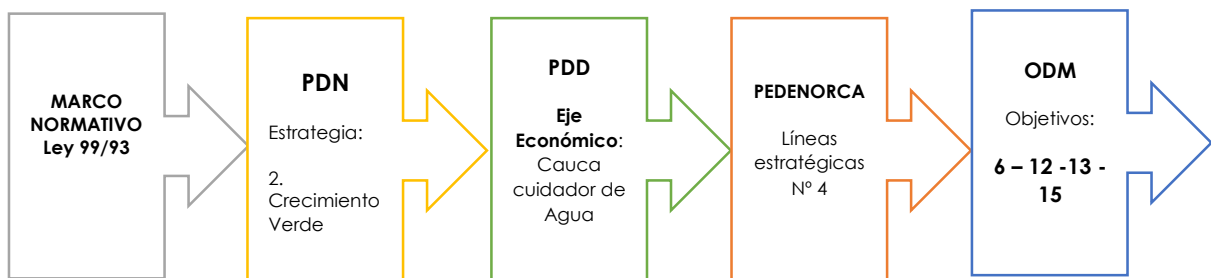 MARCO
NORMATIVO
Ley 99/93
PDN
Estrategia:
2.
Crecimiento
Verde
PDD
Eje
Económico:
Cauca
cuidador de
Agua
PEDENORCA
Líneas
estratégicas
Nº 4
ODM
Objetivos:
6 – 12 -13 -
15